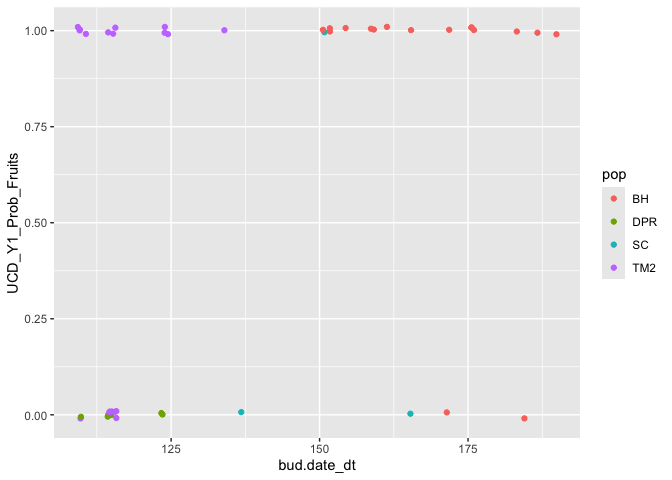 1.00
0.75
0.50
0.25
0.00
UCD_Y1_Prob_Fruits
125
150
175
bud.date_dt
pop
BH
DPR
SC
TM2